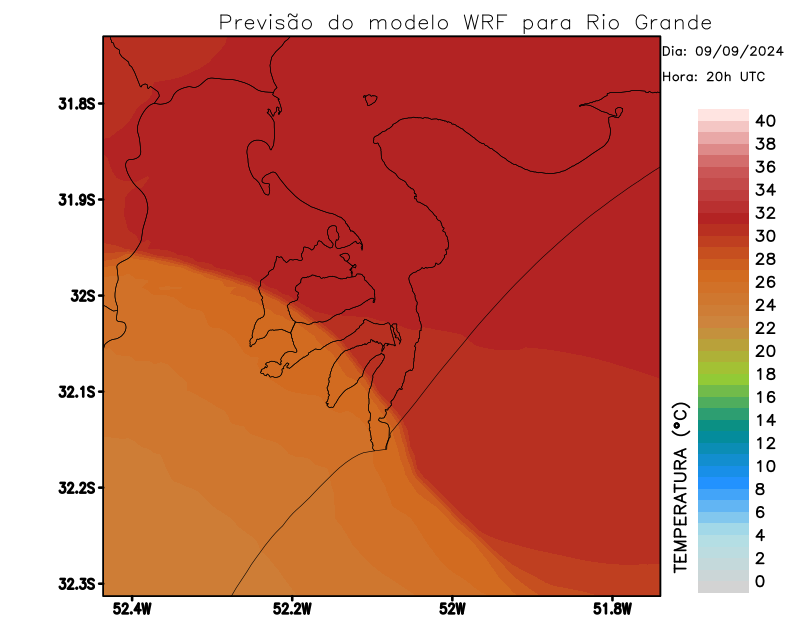 Previsão do modelo WRF para Rio Grande
Dia: 09/09/2024
Hora: 20h UTC
31.8S
31.9S
32S
32.1S
32.2S
32.3S
52.4W
52.2W
52W
51.8W
TEMPERATURA (°C)
40
38
36
34
32
30
28
26
24
22
20
18
16
14
12
10
8
6
4
2
0